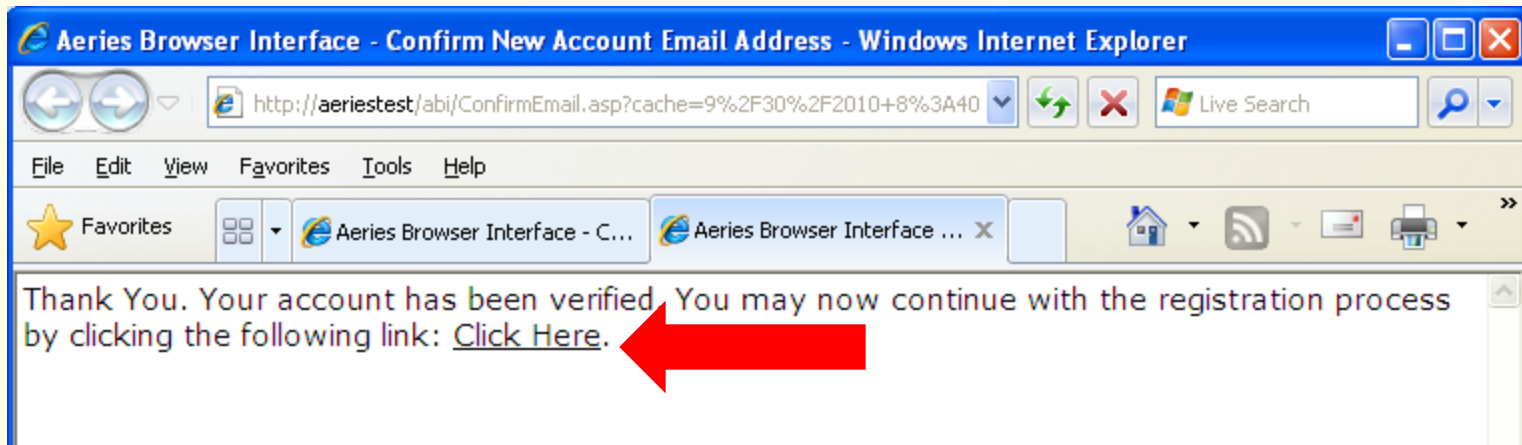 Aeries Browser Interface - Confirm New Account Email Address - Windows Internet Explorer
http://aeriestest/abi/ConfirmEmail.asp?cache=9%2F30%2F2010+8%3A40
Live Search
File Edit View Favorites Tools Help
Favorites
Aeries Browser Interface - C...
Aeries Browser Interface ...
Thank You. Your account has been verified. You may now continue with the registration process
by clicking the following link: Click Here.